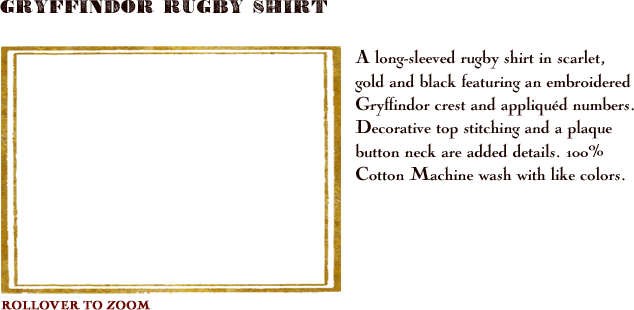 GRYFFINDOR RUGBY SHIRT
A long-sleeved rugby shirt in scarlet,
gold and black featuring an embroidered
Gryffindor crest and appliquéd numbers.
Decorative top stitching and a plaque
button neck are added details. 100%
Cotton Machine wash with like colors.
ROLLOVER TO ZOOM